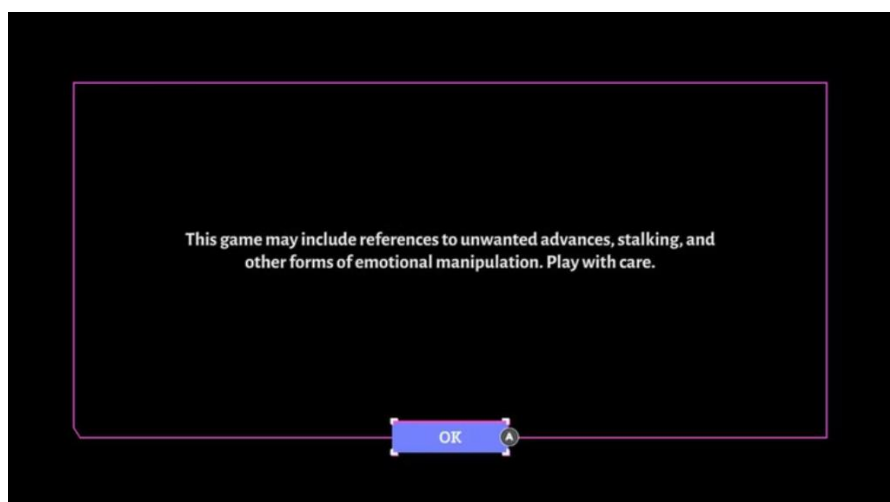 This game may include references to unwanted advances, stalking, and
other forms of emotional manipulation. Play with care.
OK A